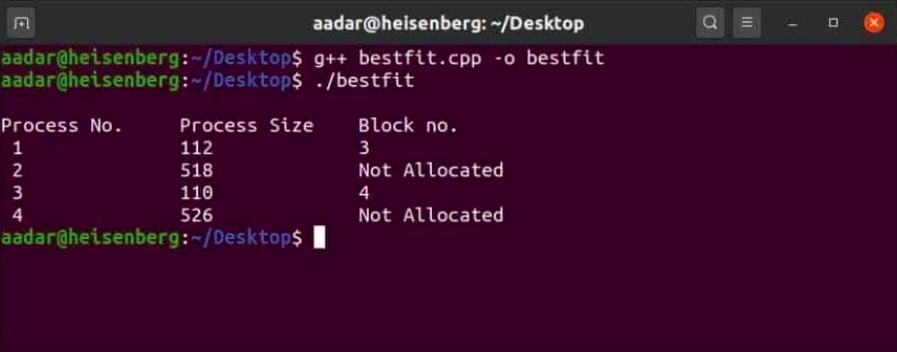 aadar@heisenberg: ~/Desktop
aadar@heisenberg:~/Desktop$ g++ bestfit.cpp -o bestfit
aadar@heisenberg:~/Desktop$ ./bestfit
Process No. Process Size Block no.
1 112 3
2 518 Not Allocated
3 110 4
4 526 Not Allocated
aadar@heisenberg:~/Desktop$